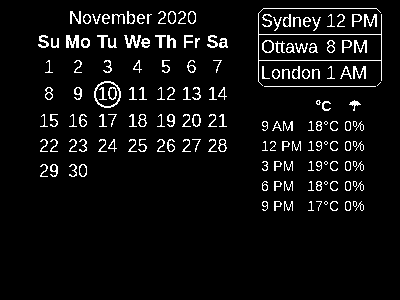 November 2020
Su Mo Tu We Th Fr Sa
1 2 3 4 5 6 7
8 9 10 11 12 13 14
15 16 17 18 19 20 21
22 23 24 25 26 27 28
29 30
Sydney 12 PM
Ottawa 8 PM
London 1 AM
°C ☂
9 AM 18°C 0%
12 PM 19°C 0%
3 PM 19°C 0%
6 PM 18°C 0%
9 PM 17°C 0%